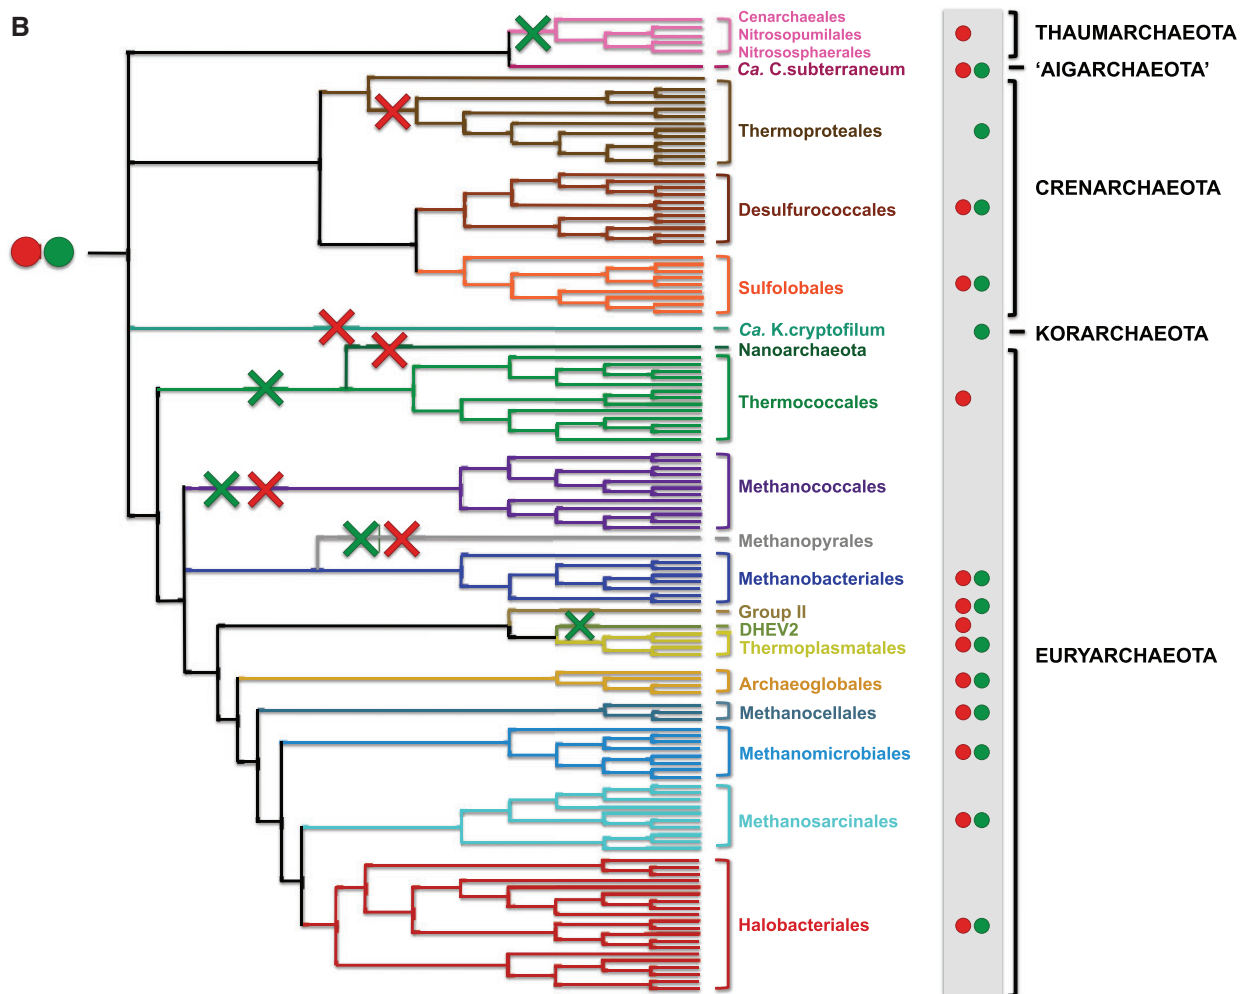 B
Cenarchaeales
Nitrosopumilales
Nitrososphaerales
Ca. C.subterraneum
Thermoproteales
Desulfurococcales
Sulfolobales
Ca. K.cryptofilum
Nanoarchaeota
Thermococcales
Methanococcales
Methanopyrales
Methanobacteriales
Group II
DHEV2
Thermoplasmatales
Archaeoglobales
Methanocellales
Methanomicrobiales
Methanosarcinales
Halobacteriales
THAUMARCHAEOTA
‘AIGARCHAEOTA’
CRENARCHAEOTA
KORARCHAEOTA
EURYARCHAEOTA